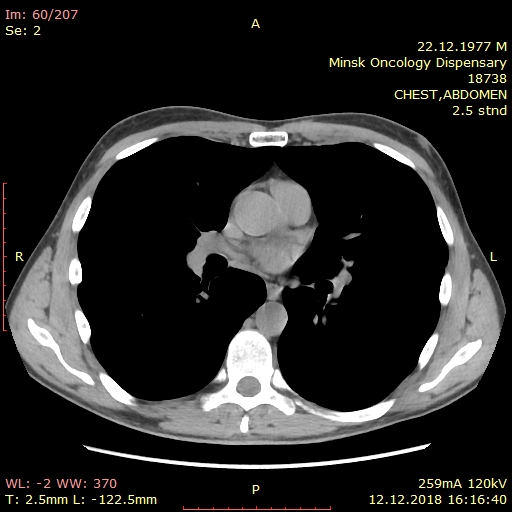 Im: 60/207
Se: 2
A
22.12.1977 M
Minsk Oncology Dispensary
18738
CHEST,ABDOMEN
2.5 stnd
R
L
WL: -2 WW: 370
T: 2.5mm L: -122.5mm
P
259mA 120kV
12.12.2018 16:16:40